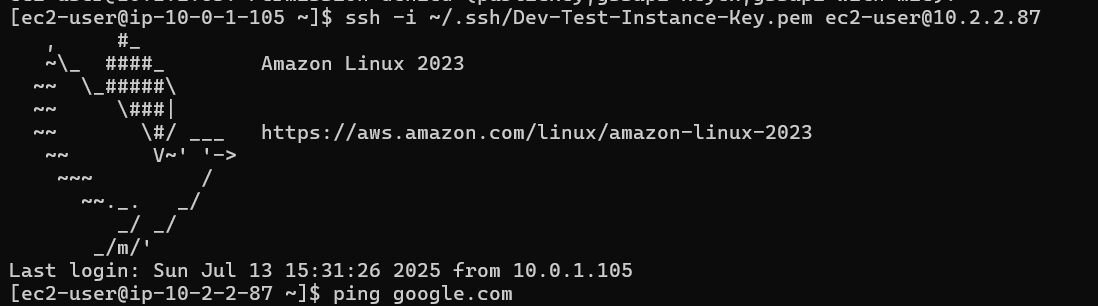 [ec2-user@ip-10-0-1-105 ~]$ ssh -i ~/.ssh/Dev-Test-Instance-Key.pem ec2-user@10.2.2.87
   ,     #_
   ~\_  ####_        Amazon Linux 2023
  ~~  \_#####\
  ~~     \###|
  ~~       \#/ ___   https://aws.amazon.com/linux/amazon-linux-2023
   ~~       V~' '->
    ~~~         /
      ~~._.   _/
         _/ _/
       _/m/'
Last login: Sun Jul 13 15:31:26 2025 from 10.0.1.105
[ec2-user@ip-10-2-2-87 ~]$ ping google.com